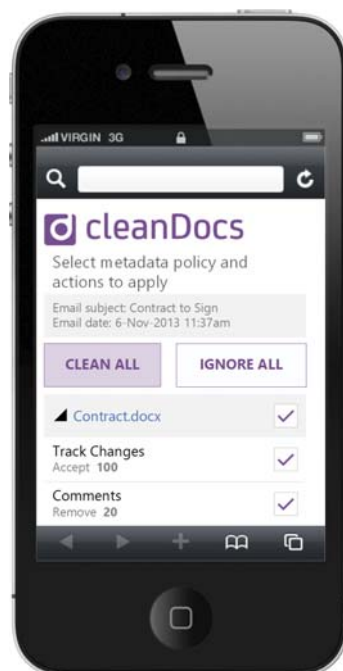 VIRGIN 3G
cleanDocs
Select metadata policy and
actions to apply
Email subject: Contract to Sign
Email date: 6-Nov-2013 11:37am
CLEAN ALL IGNORE ALL
Contract.docx
Track Changes
Accept 100
Comments
Remove 20